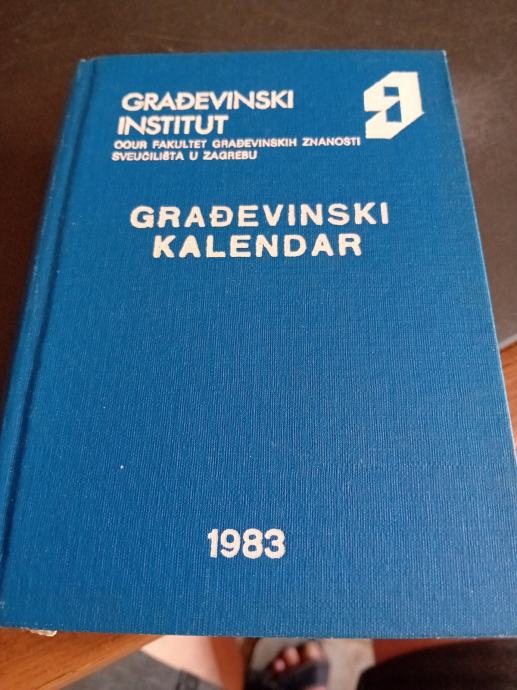 GRAĐEVINSKI
INSTITUT
OOUR FAKULTET GRAĐEVINSKIH ZNANOSTI
SVEUČILIŠTA U ZAGREBU
GRAĐEVINSKI
KALENDAR
1983